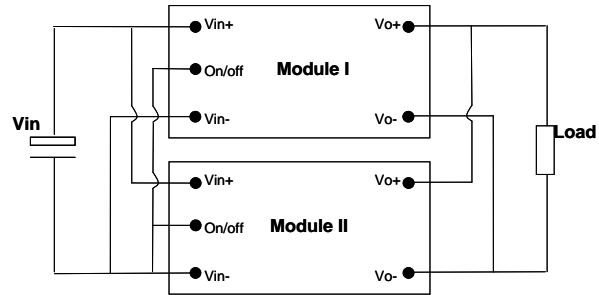 Vin+
Vo+
On/off
Module I
Vin-
Vo-
Vin
Load
Vin+
Vo+
On/off
Module II
Vin-
Vo-